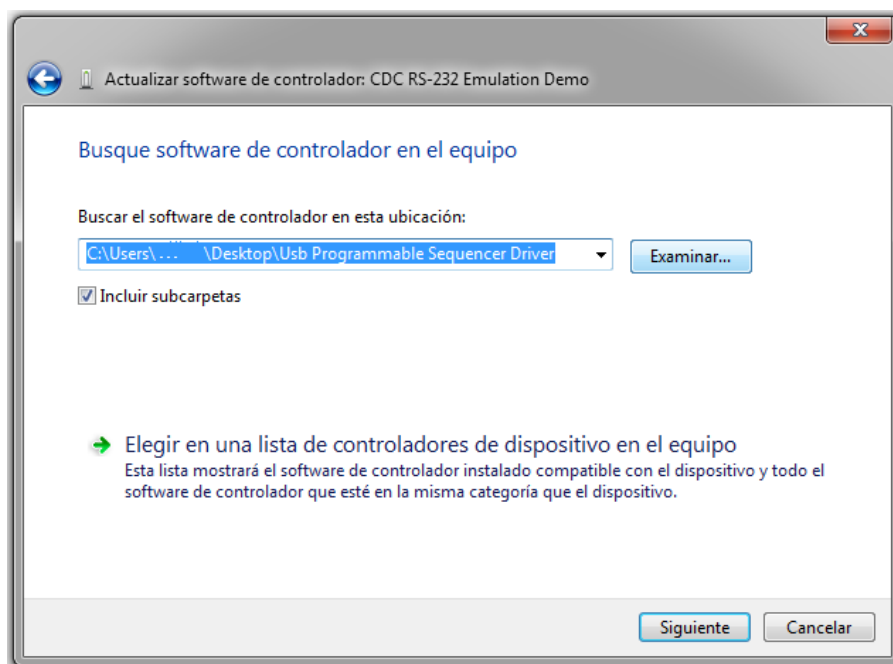 Actualizar software de controlador: CDC RS-232 Emulation Demo
Busque software de controlador en el equipo
Buscar el software de controlador en esta ubicación:
C:\Users\... \Desktop\Usb Programmable Sequencer Driver
Examinar...
Incluir subcarpetas
Elegir en una lista de controladores de dispositivo en el equipo
Esta lista mostrará el software de controlador instalado compatible con el dispositivo y todo el
software de controlador que esté en la misma categoría que el dispositivo.
Siguiente
Cancelar